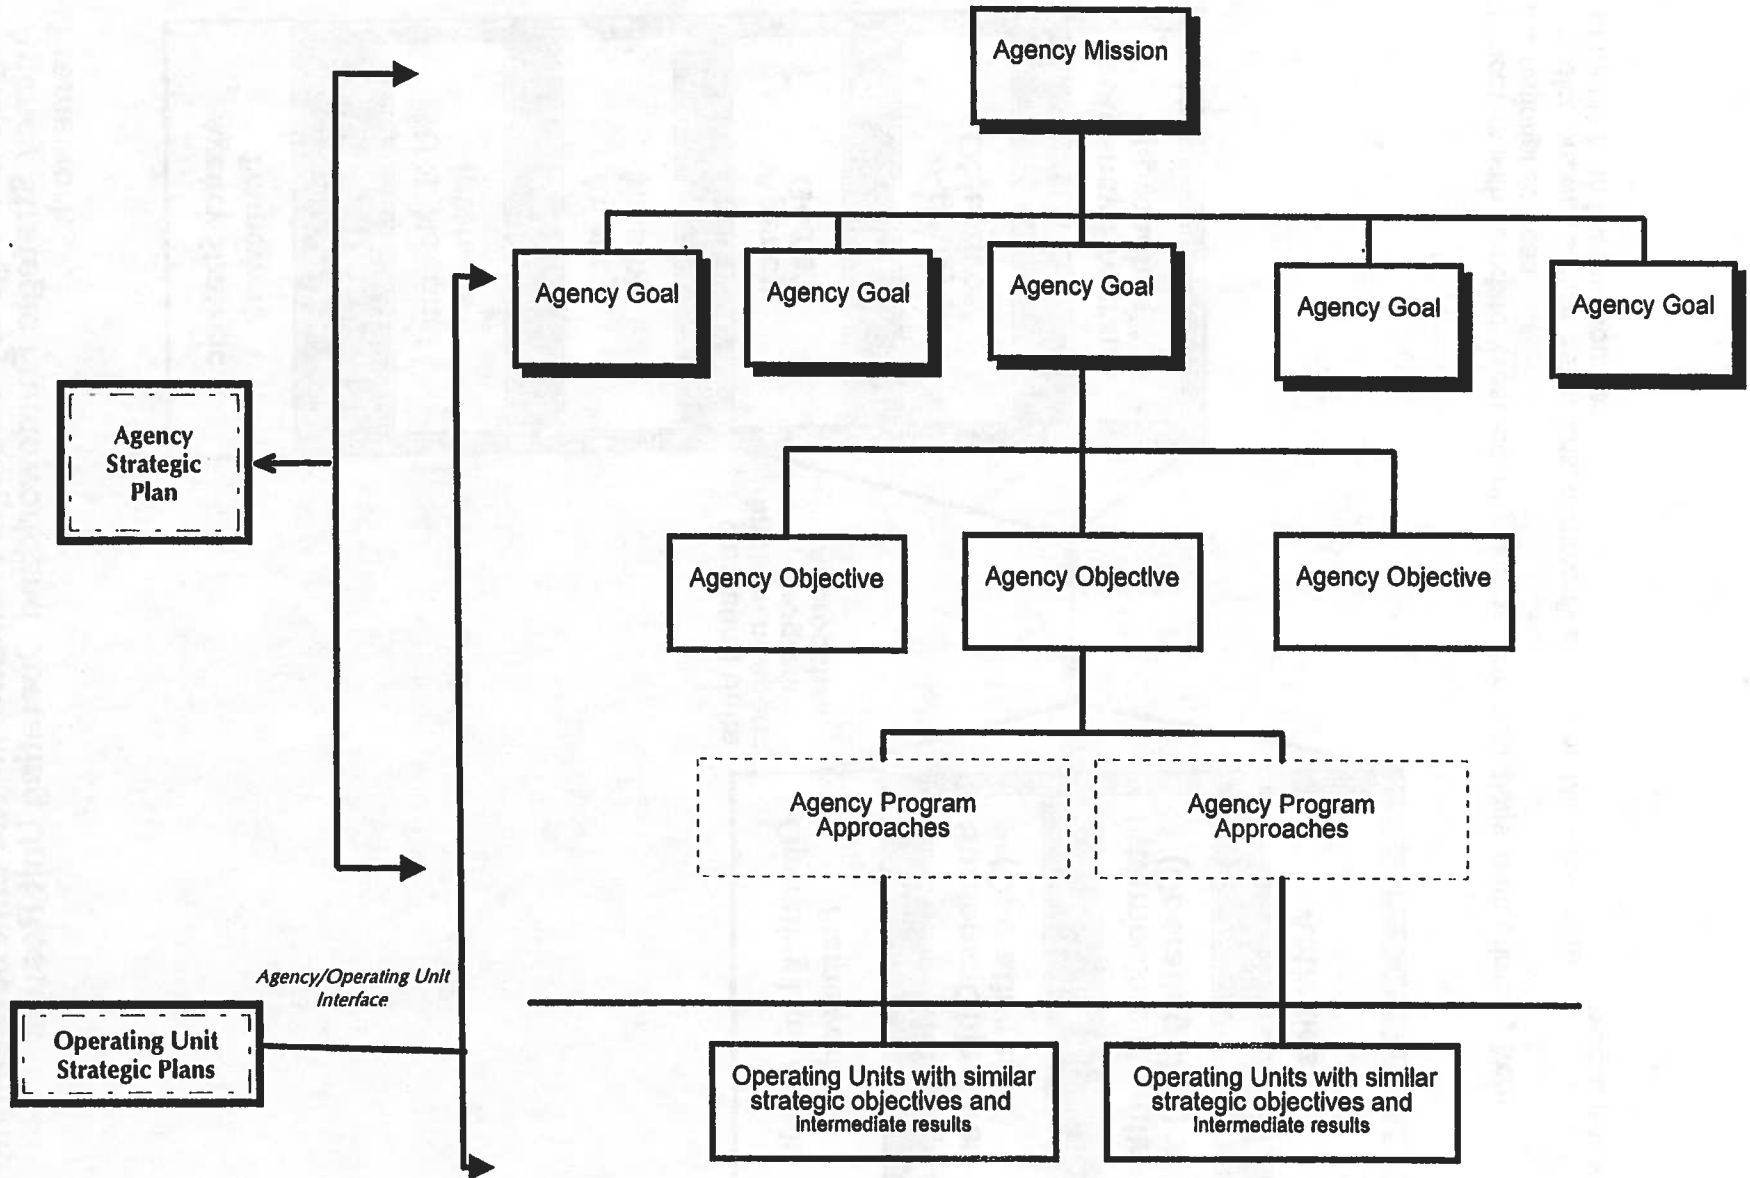 Agency Mission
Agency Goal
Agency Goal
Agency Goal
Agency Goal
Agency Goal
Agency
Strategic
Plan
Agency Objective
Agency Objective
Agency Objective
Agency Program
Approaches
Agency Program
Approaches
Agency/Operating Unit
Interface
Operating Unit
Strategic Plans
Operating Units with similar
strategic objectives and
intermediate results
Operating Units with similar
strategic objectives and
intermediate results